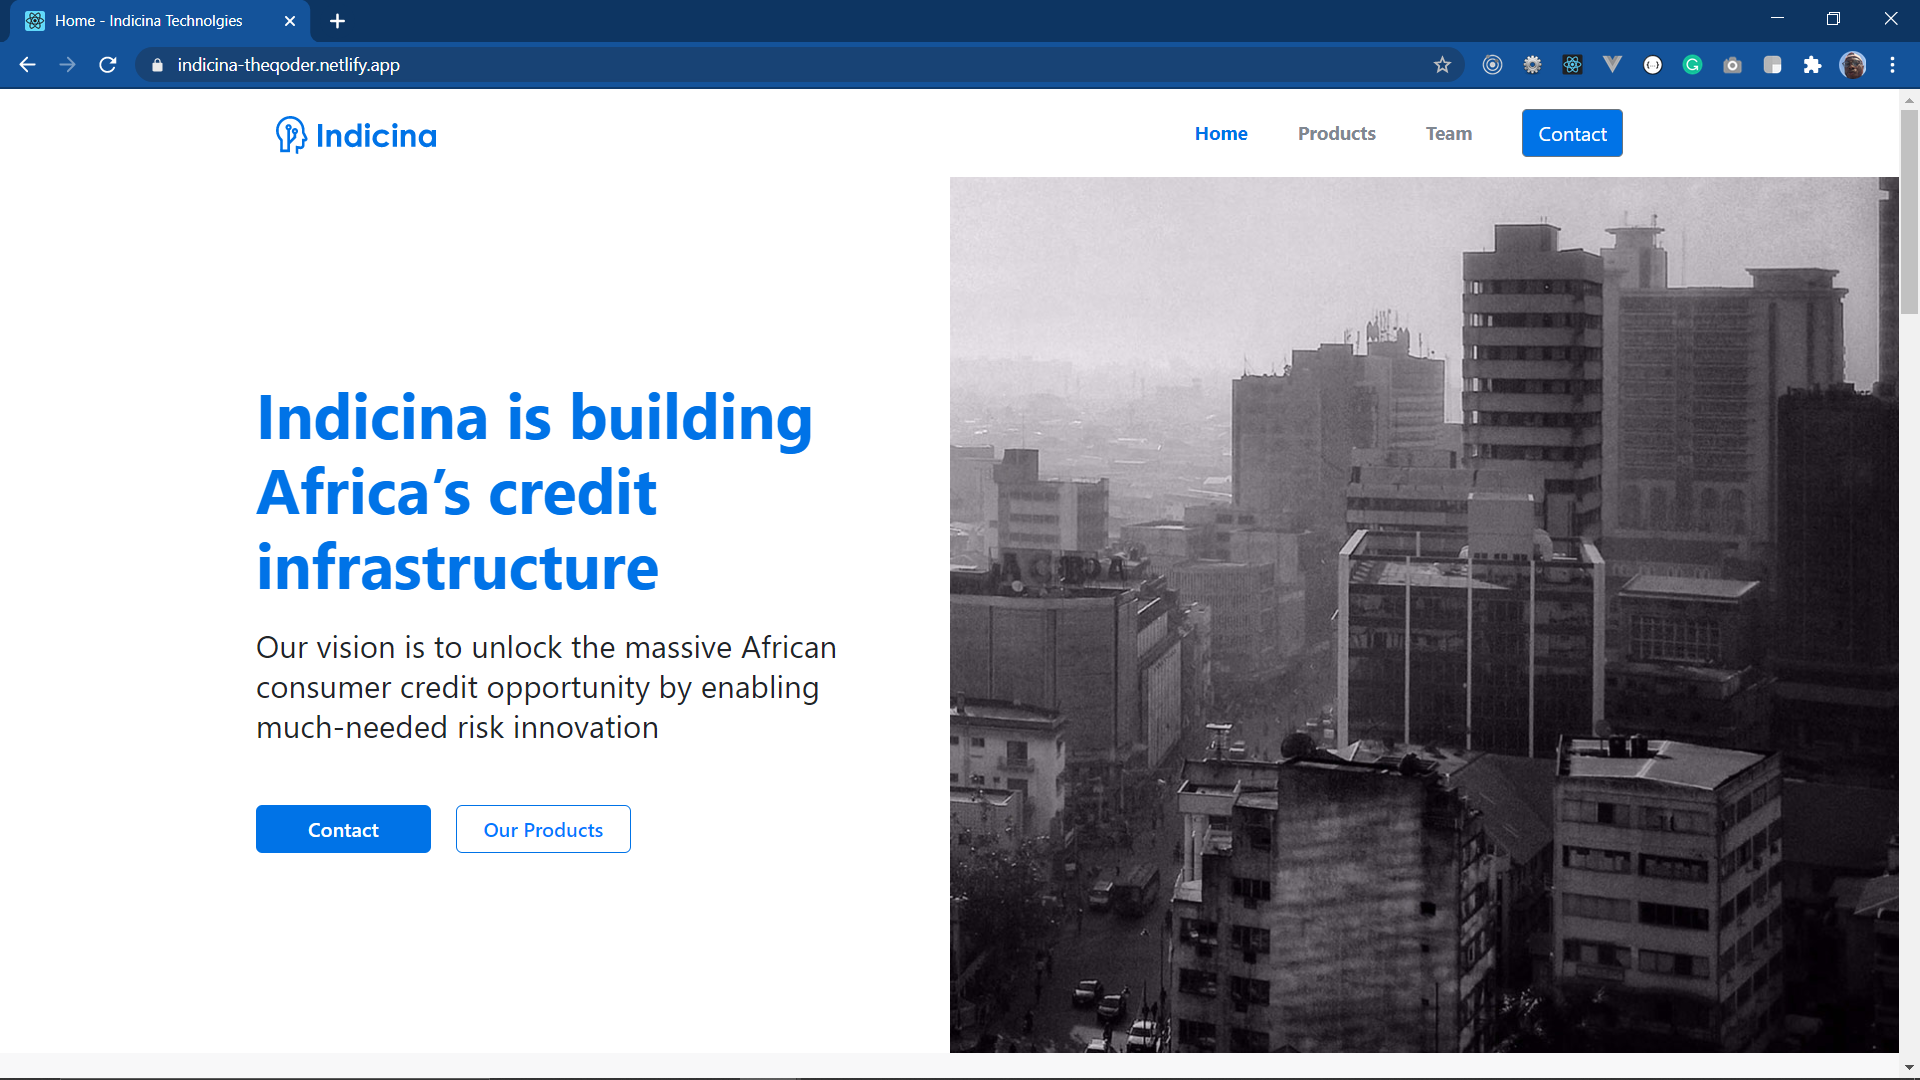 Home - Indicina Technolgies
indicina-theqoder.netlify.app
Indicina
Home
Products
Team
Contact
Indicina is building
Africa’s credit
infrastructure
Our vision is to unlock the massive African
consumer credit opportunity by enabling
much-needed risk innovation
Contact
Our Products